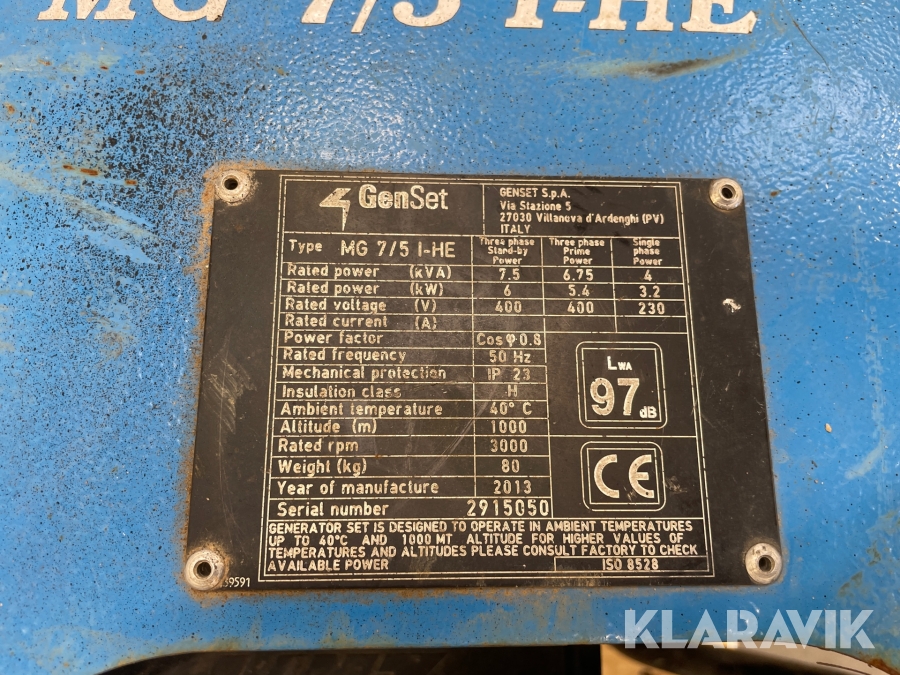 MG 7/5 I-HE
GenSet
GENSET S.p.A.
Via Stazione 5
27030 Villanova d'Ardenghi (PV)
ITALY
Type MG 7/5 I-HE
Three phase Stand-by Power
Three phase Prime Power
Single phase Power
Rated power (kVA) 7.5 6.75 4
Rated power (kW) 6 5.4 3.2
Rated voltage (V) 400 400 230
Rated current (A)
Power factor Cos φ 0.8
Rated frequency 50 Hz
Mechanical protection IP 23
Insulation class H
Ambient temperature 40° C
Altitude (m) 1000
Rated rpm 3000
Weight (kg) 80
Year of manufacture 2013
Serial number 2915050
LWA
97 dB
CE
GENERATOR SET IS DESIGNED TO OPERATE IN AMBIENT TEMPERATURES
UP TO 40°C AND 1000 MT ALTITUDE FOR HIGHER VALUES OF
TEMPERATURES AND ALTITUDES PLEASE CONSULT FACTORY TO CHECK
AVAILABLE POWER
ISO 8528
KLARAVIK